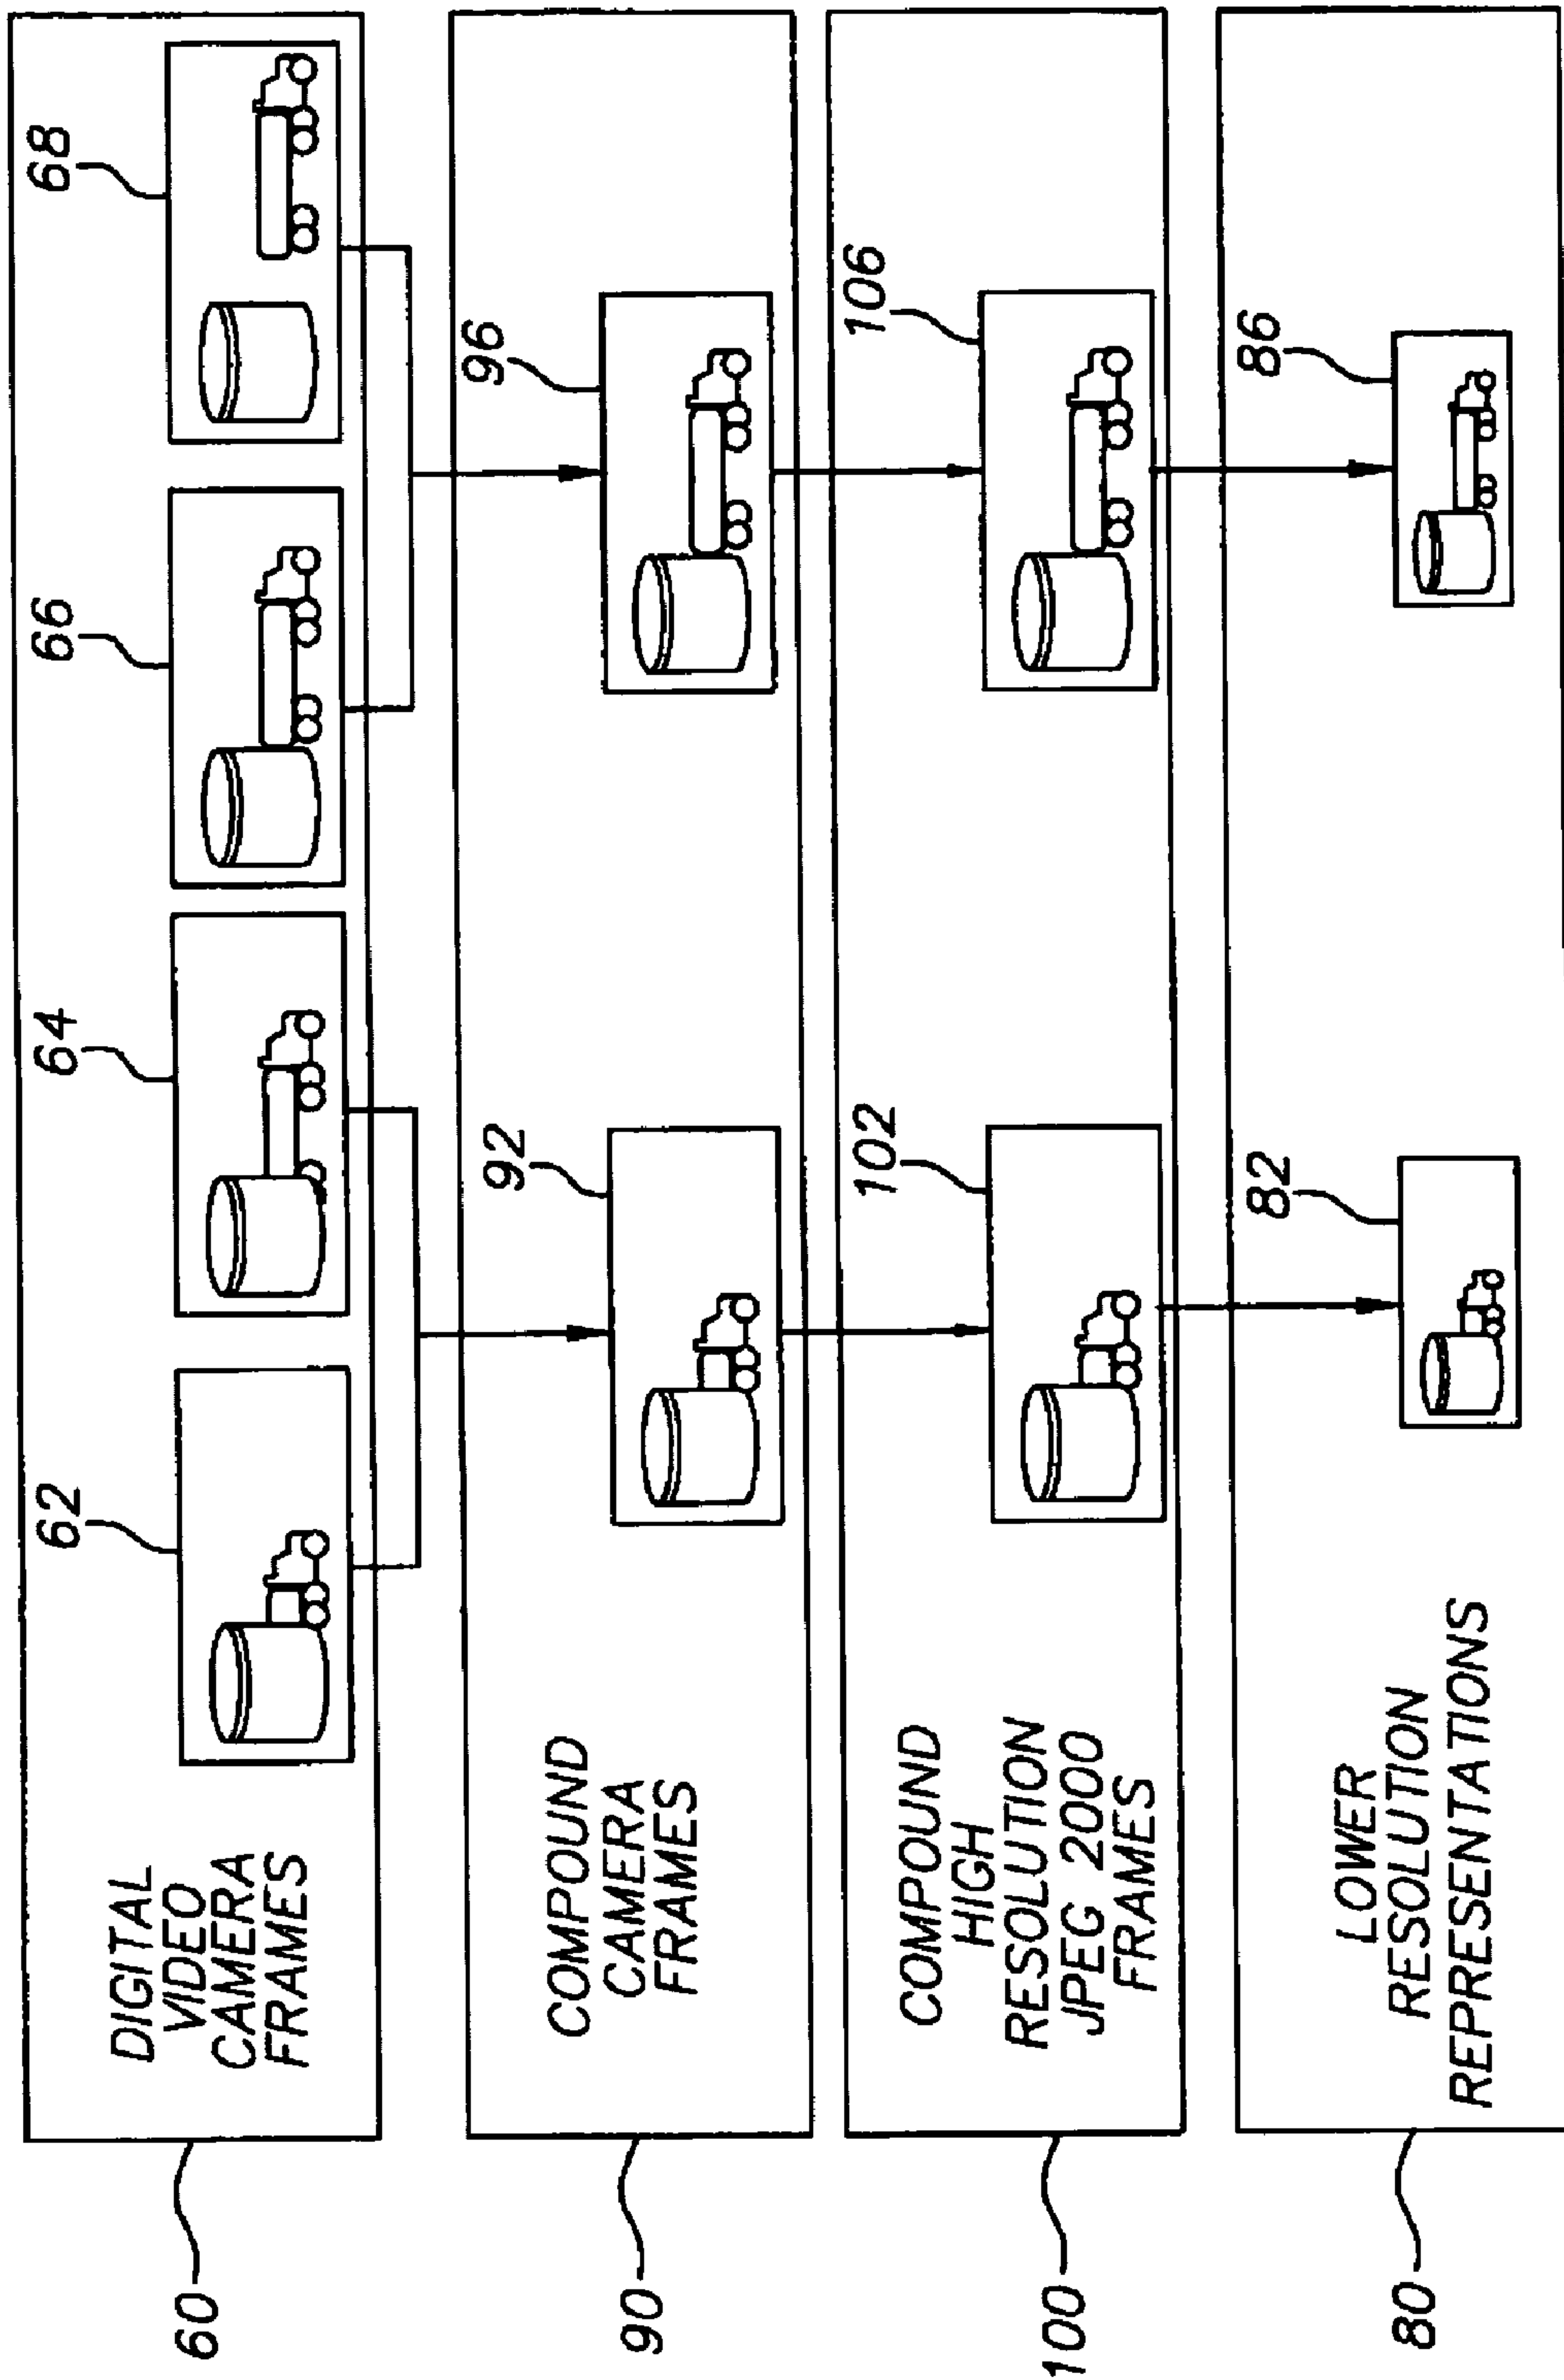 60
DIGITAL
VIDEO
CAMERA
FRAMES
62
64
66
68
90
COMPOUND
CAMERA
FRAMES
92
96
100
COMPOUND
HIGH
RESOLUTION
JPEG 2000
FRAMES
102
106
80
LOWER
RESOLUTION
REPRESENTATIONS
82
86